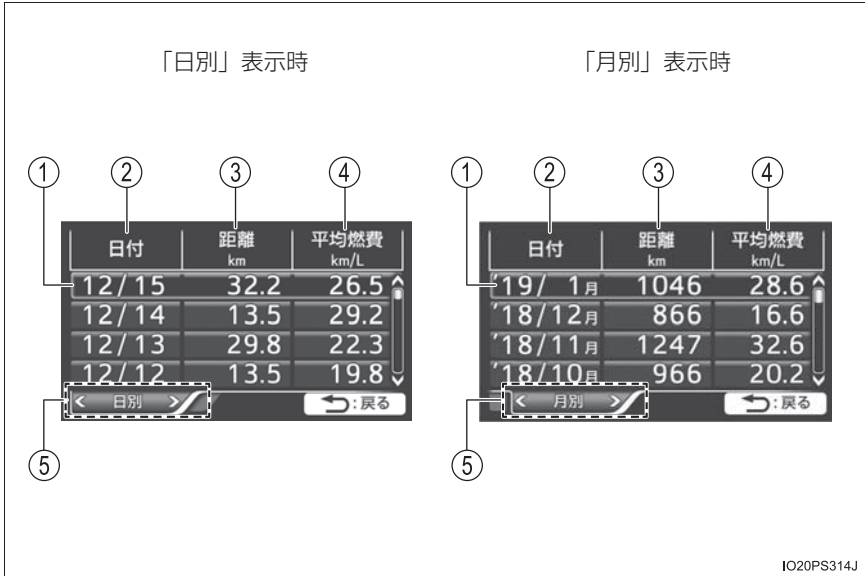 「日別」表示時
「月別」表示時
① ② ③ ④
日付 距離 平均燃費
km km/L
12/15 32.2 26.5
12/14 13.5 29.2
12/13 29.8 22.3
12/12 13.5 19.8
⑤ < 日別 > :戻る
① ② ③ ④
日付 距離 平均燃費
km km/L
'19/ 1月 1046 28.6
'18/12月 866 16.6
'18/11月 1247 32.6
'18/10月 966 20.2
⑤ < 月別 > :戻る
IO20PS314J